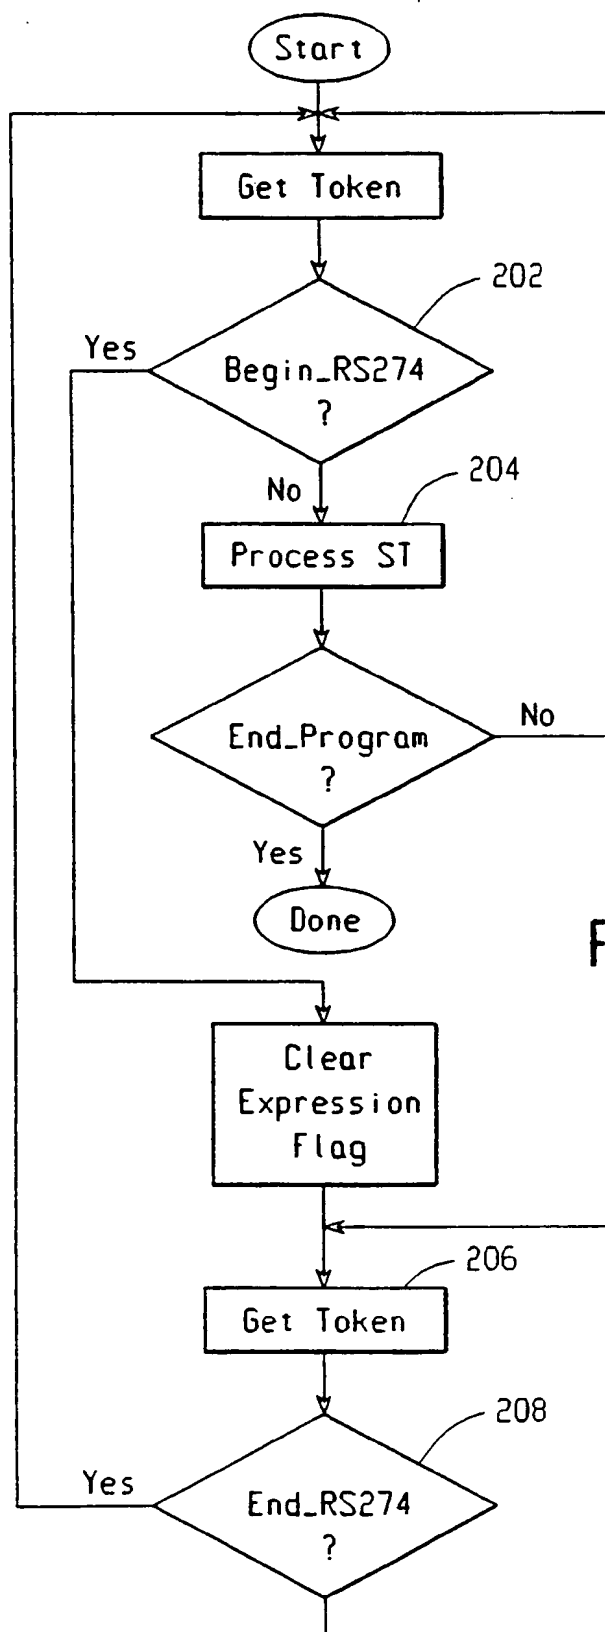 Start
Get Token
202
Yes
Begin_RS274
?
No
204
Process ST
End_Program
?
No
Yes
Done
F
Clear
Expression
Flag
206
Get Token
208
Yes
End_RS274
?